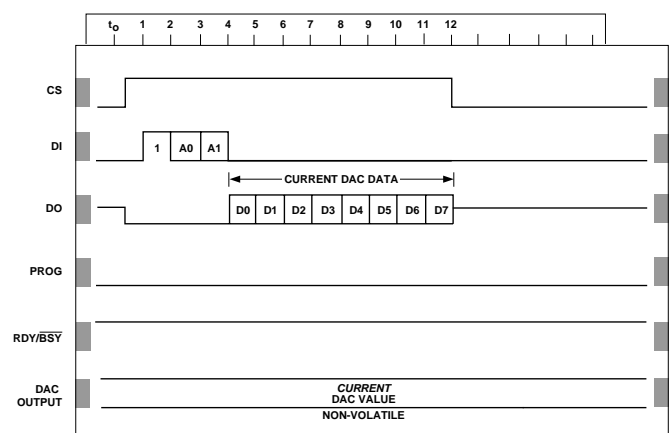 to 1 2 3 4 5 6 7 8 9 10 11 12
CS
DI 1 A0 A1
CURRENT DAC DATA
DO D0 D1 D2 D3 D4 D5 D6 D7
PROG
RDY/BSY
DAC OUTPUT
CURRENT
DAC VALUE
NON-VOLATILE